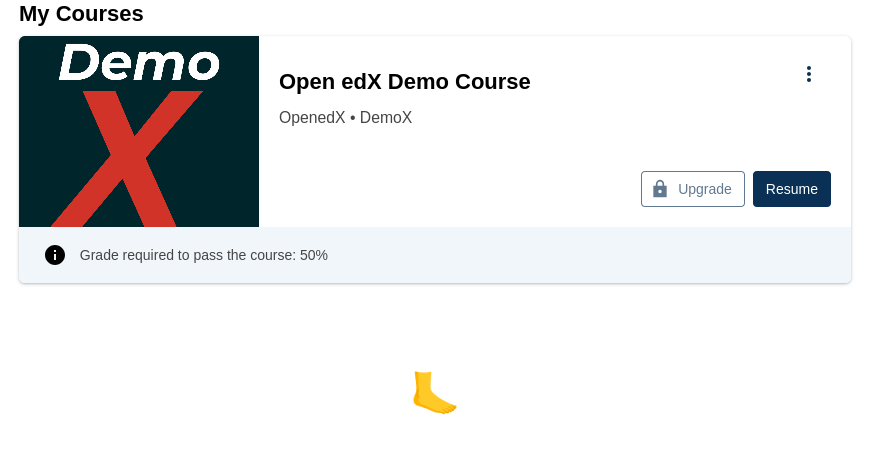 My Courses
Demo
X
Open edX Demo Course
OpenedX • DemoX
Upgrade
Resume
Grade required to pass the course: 50%